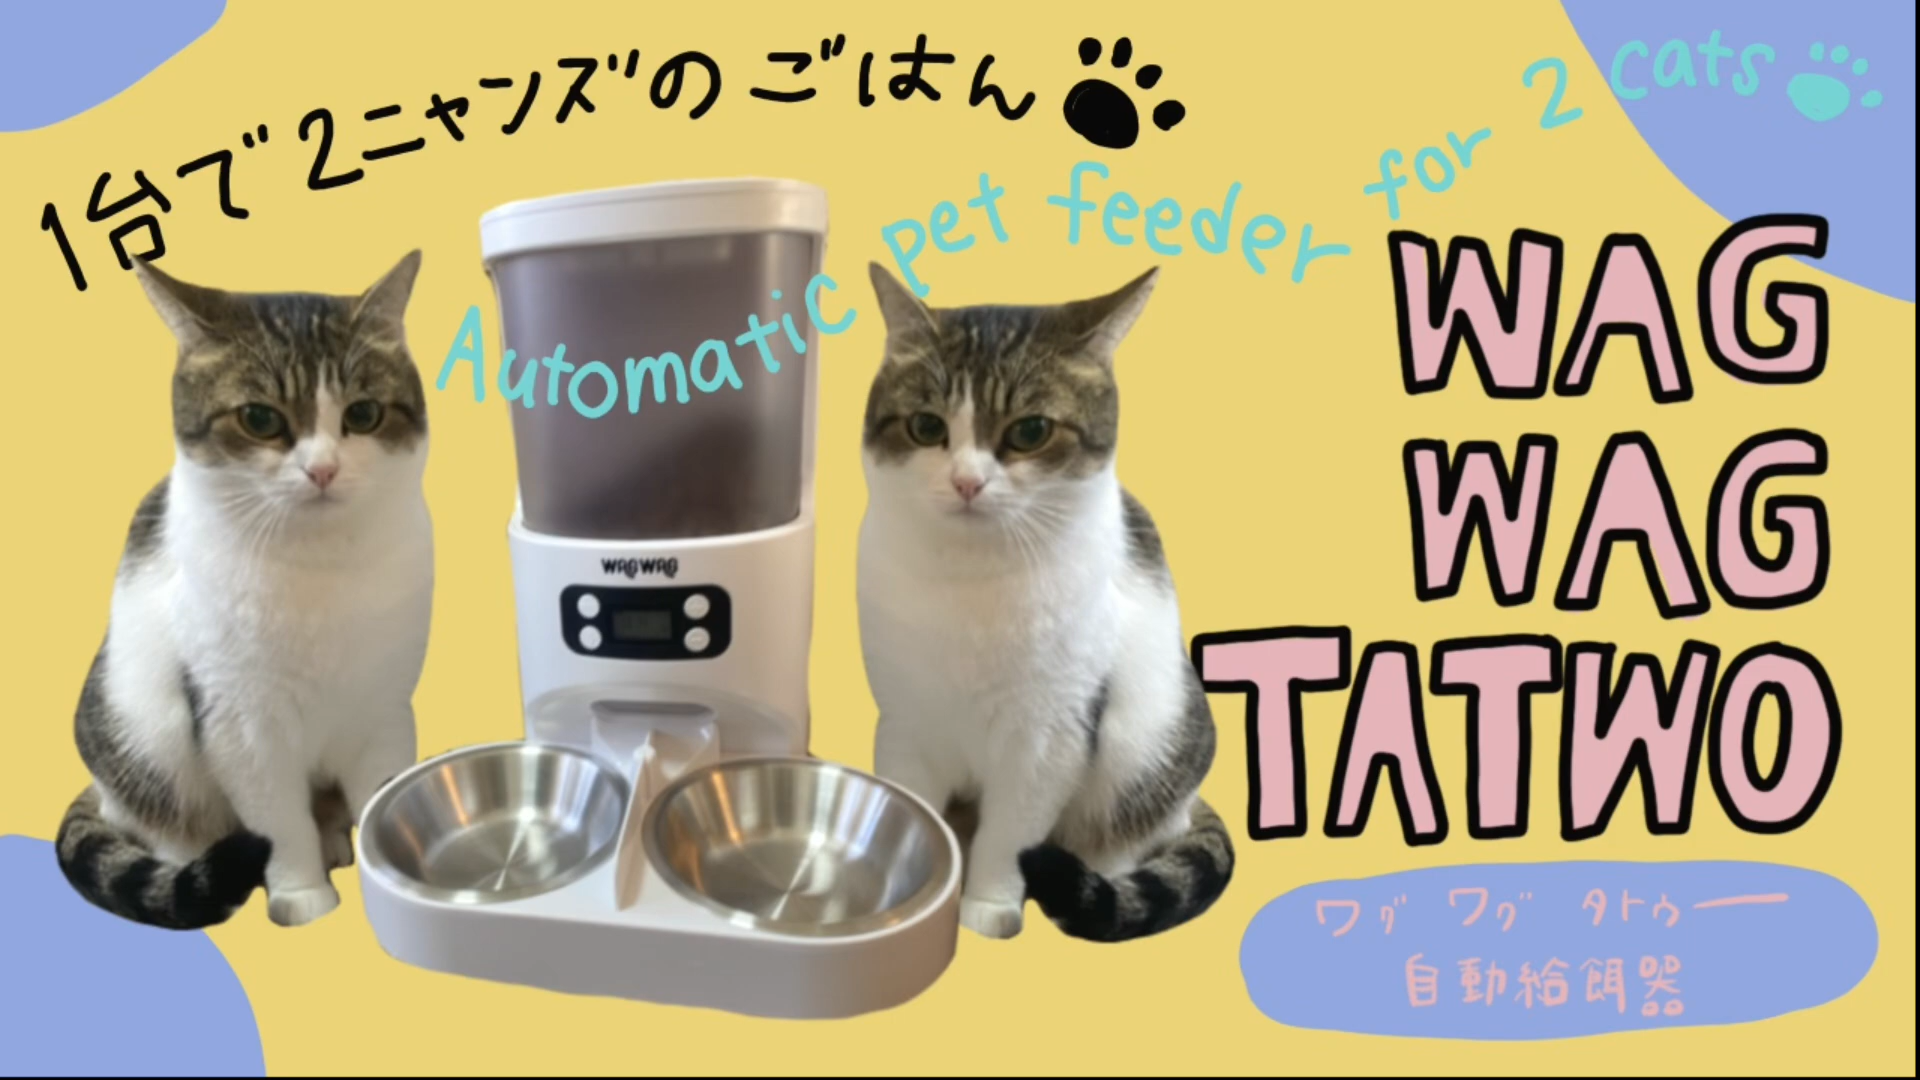 1台で2ニャンズのごはん
Automatic pet feeder for 2 cats
WAG
WAG
TATWO
WAGWAG
ワグ ワグ タトゥー
自動給餌器